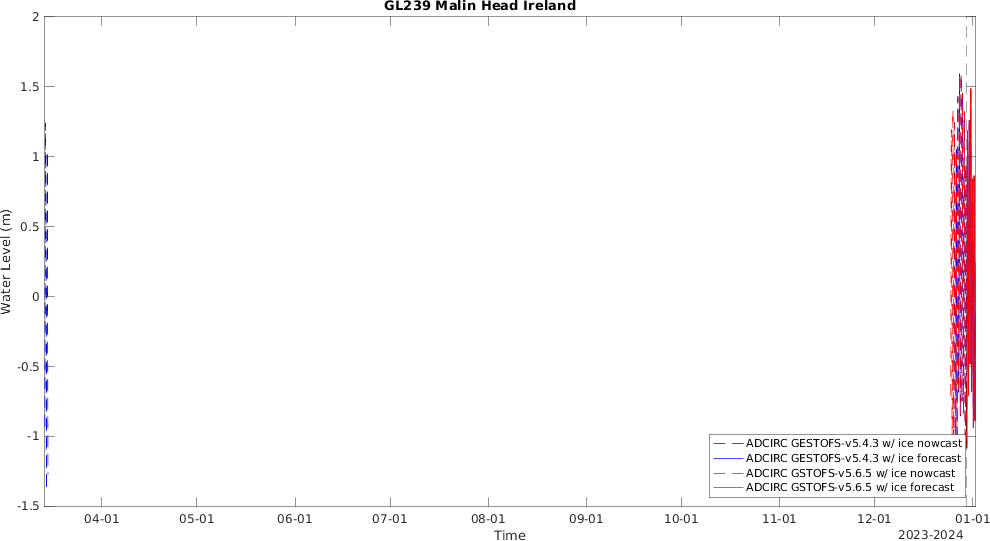 GL239 Malin Head Ireland
Water Level (m)
2
1.5
1
0.5
0
-0.5
-1
-1.5
ADCIRC GESTOFS-v5.4.3 w/ ice nowcast
ADCIRC GESTOFS-v5.4.3 w/ ice forecast
ADCIRC GSTOFS-v5.6.5 w/ ice nowcast
ADCIRC GSTOFS-v5.6.5 w/ ice forecast
04-01 05-01 06-01 07-01 08-01 09-01 10-01 11-01 12-01 01-01
Time
2023-2024